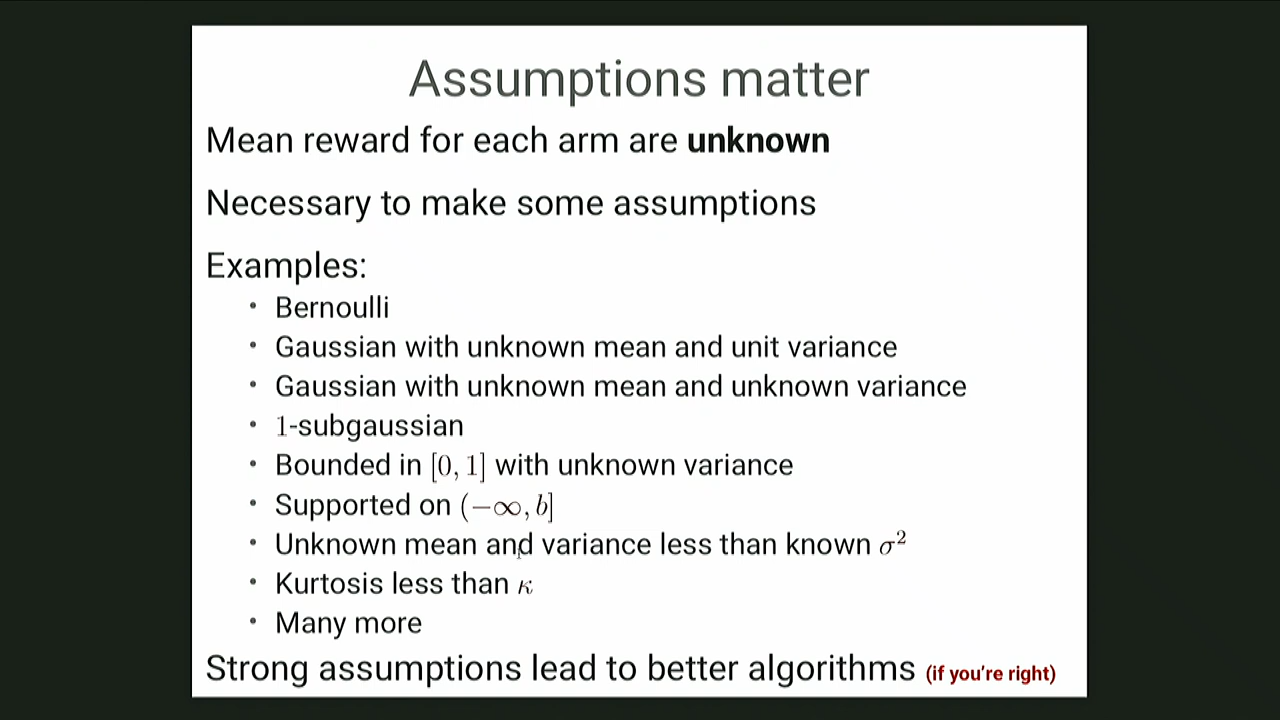 Assumptions matter
Mean reward for each arm are unknown
Necessary to make some assumptions
Examples:
• Bernoulli
• Gaussian with unknown mean and unit variance
• Gaussian with unknown mean and unknown variance
• 1-subgaussian
• Bounded in [0, 1] with unknown variance
• Supported on (−∞, b]
• Unknown mean and variance less than known σ²
• Kurtosis less than κ
• Many more
Strong assumptions lead to better algorithms (if you're right)